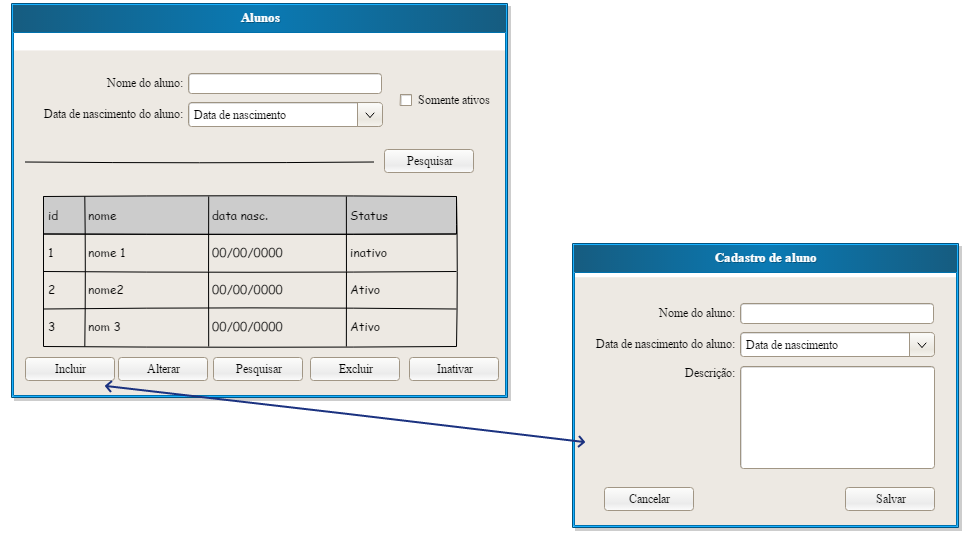 Alunos
Nome do aluno:
Somente ativos
Data de nascimento do aluno: Data de nascimento
Pesquisar
id nome data nasc. Status
1 nome 1 00/00/0000 inativo
2 nome2 00/00/0000 Ativo
3 nom 3 00/00/0000 Ativo
Incluir Alterar Pesquisar Excluir Inativar
Cadastro de aluno
Nome do aluno:
Data de nascimento do aluno: Data de nascimento
Descrição:
Cancelar Salvar